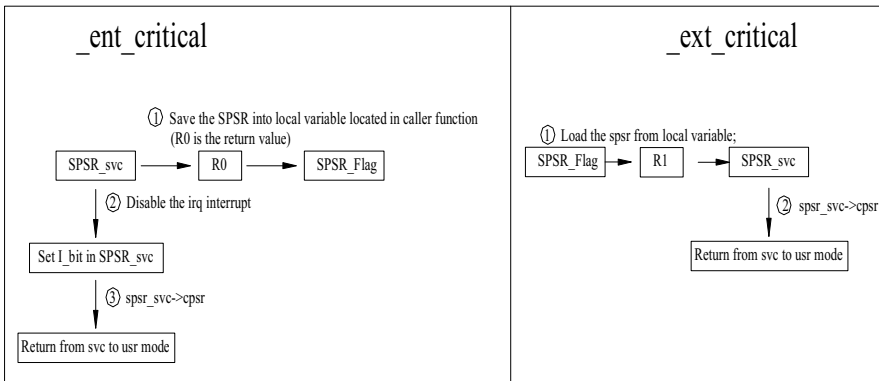 _ent_critical
① Save the SPSR into local variable located in caller function
(R0 is the return value)
SPSR_svc
R0
SPSR_Flag
② Disable the irq interrupt
Set I_bit in SPSR_svc
③ spsr_svc->cpsr
Return from svc to usr mode
_ext_critical
① Load the spsr from local variable;
SPSR_Flag
R1
SPSR_svc
② spsr_svc->cpsr
Return from svc to usr mode